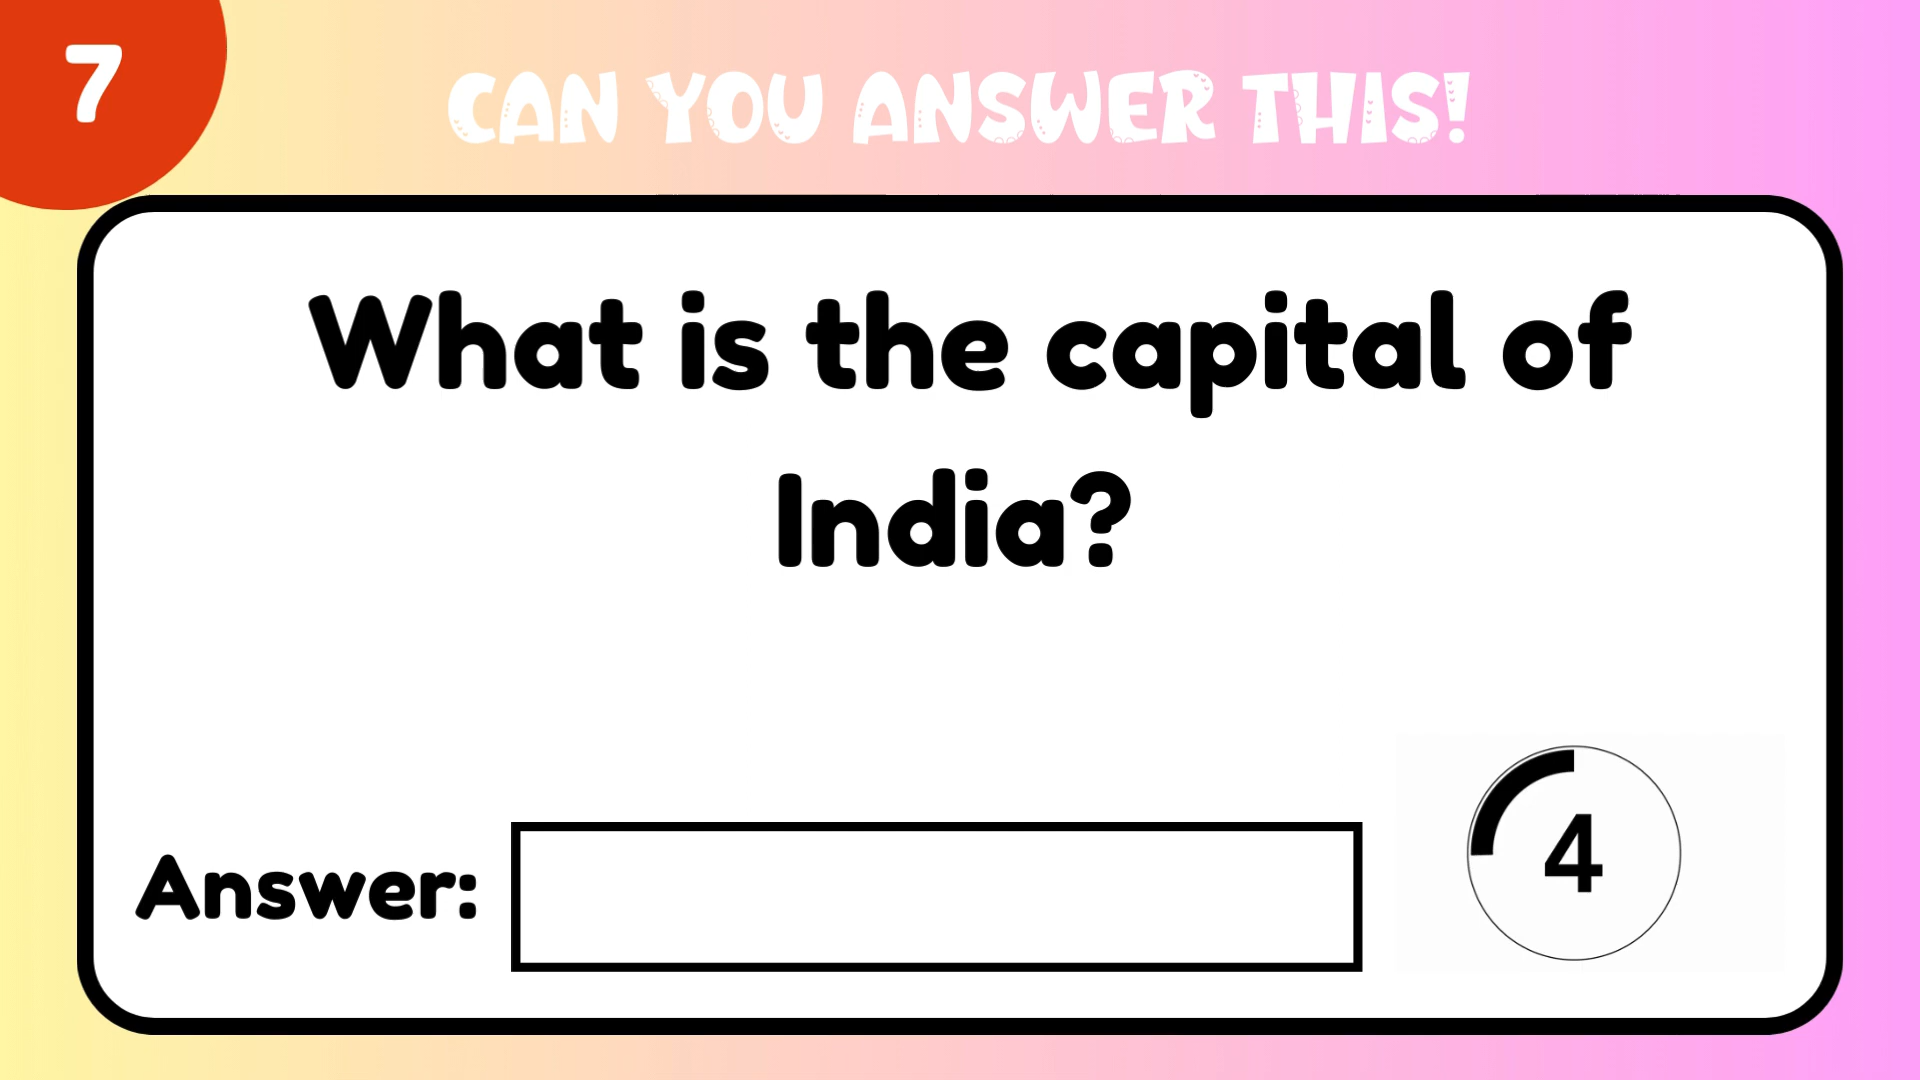 7
CAN YOU ANSWER THIS!
What is the capital of
India?
Answer:
4